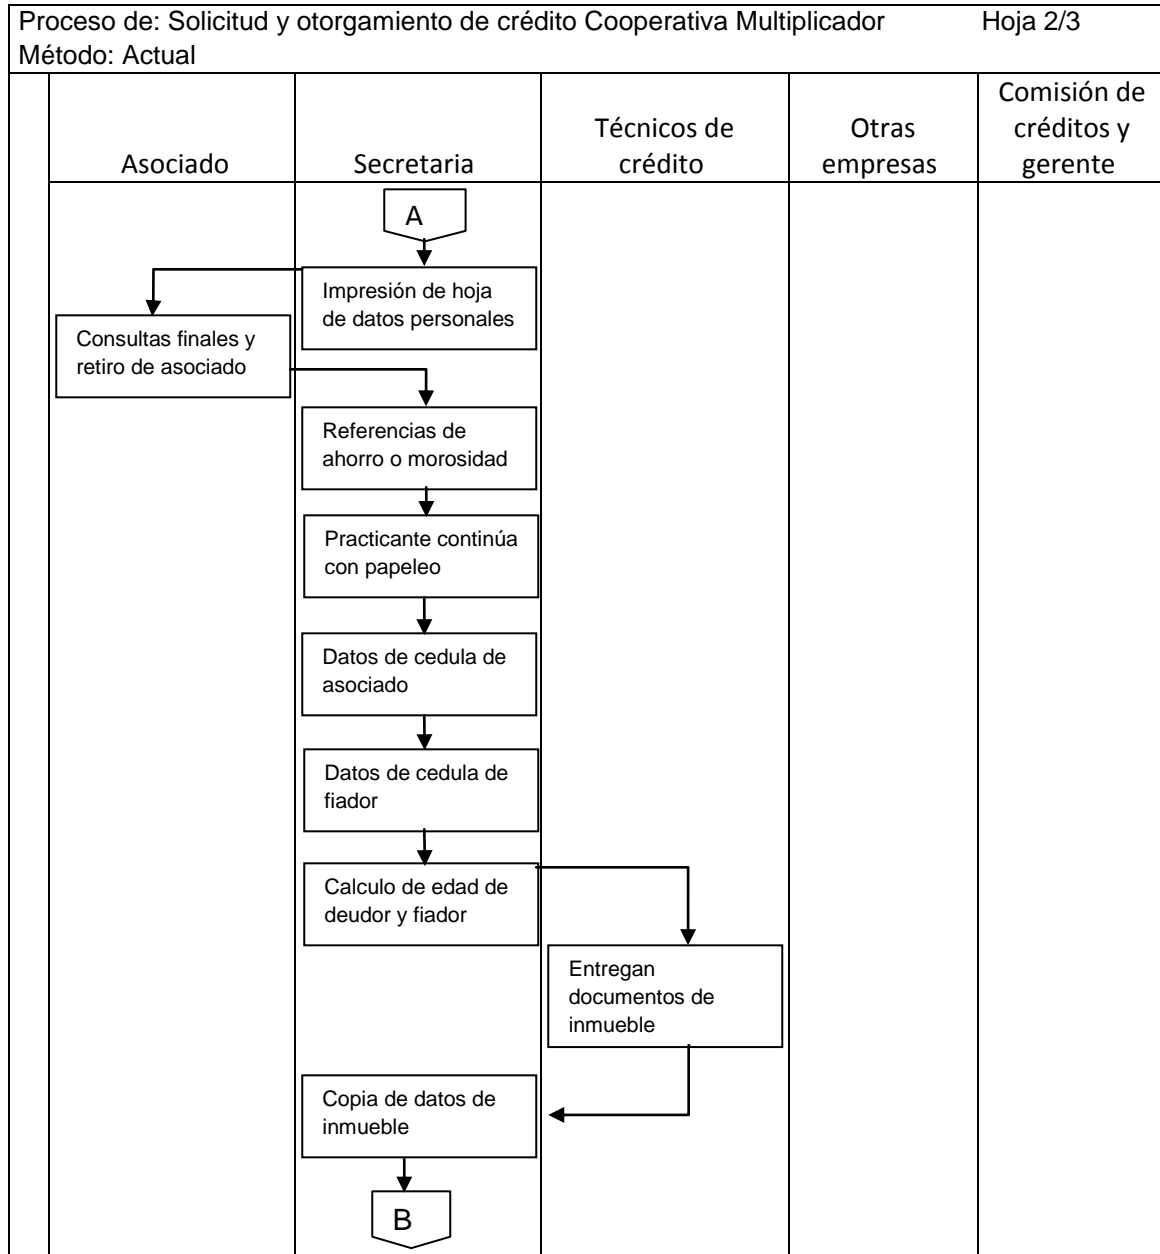 Proceso de: Solicitud y otorgamiento de crédito Cooperativa Multiplicador Hoja 2/3
Método: Actual
Asociado
Secretaria
Técnicos de
crédito
Otras
empresas
Comisión de
créditos y
gerente
A
Impresión de hoja
de datos personales
Consultas finales y
retiro de asociado
Referencias de
ahorro o morosidad
Practicante continúa
con papeleo
Datos de cedula de
asociado
Datos de cedula de
fiador
Calculo de edad de
deudor y fiador
Entregan
documentos de
inmueble
Copia de datos de
inmueble
B